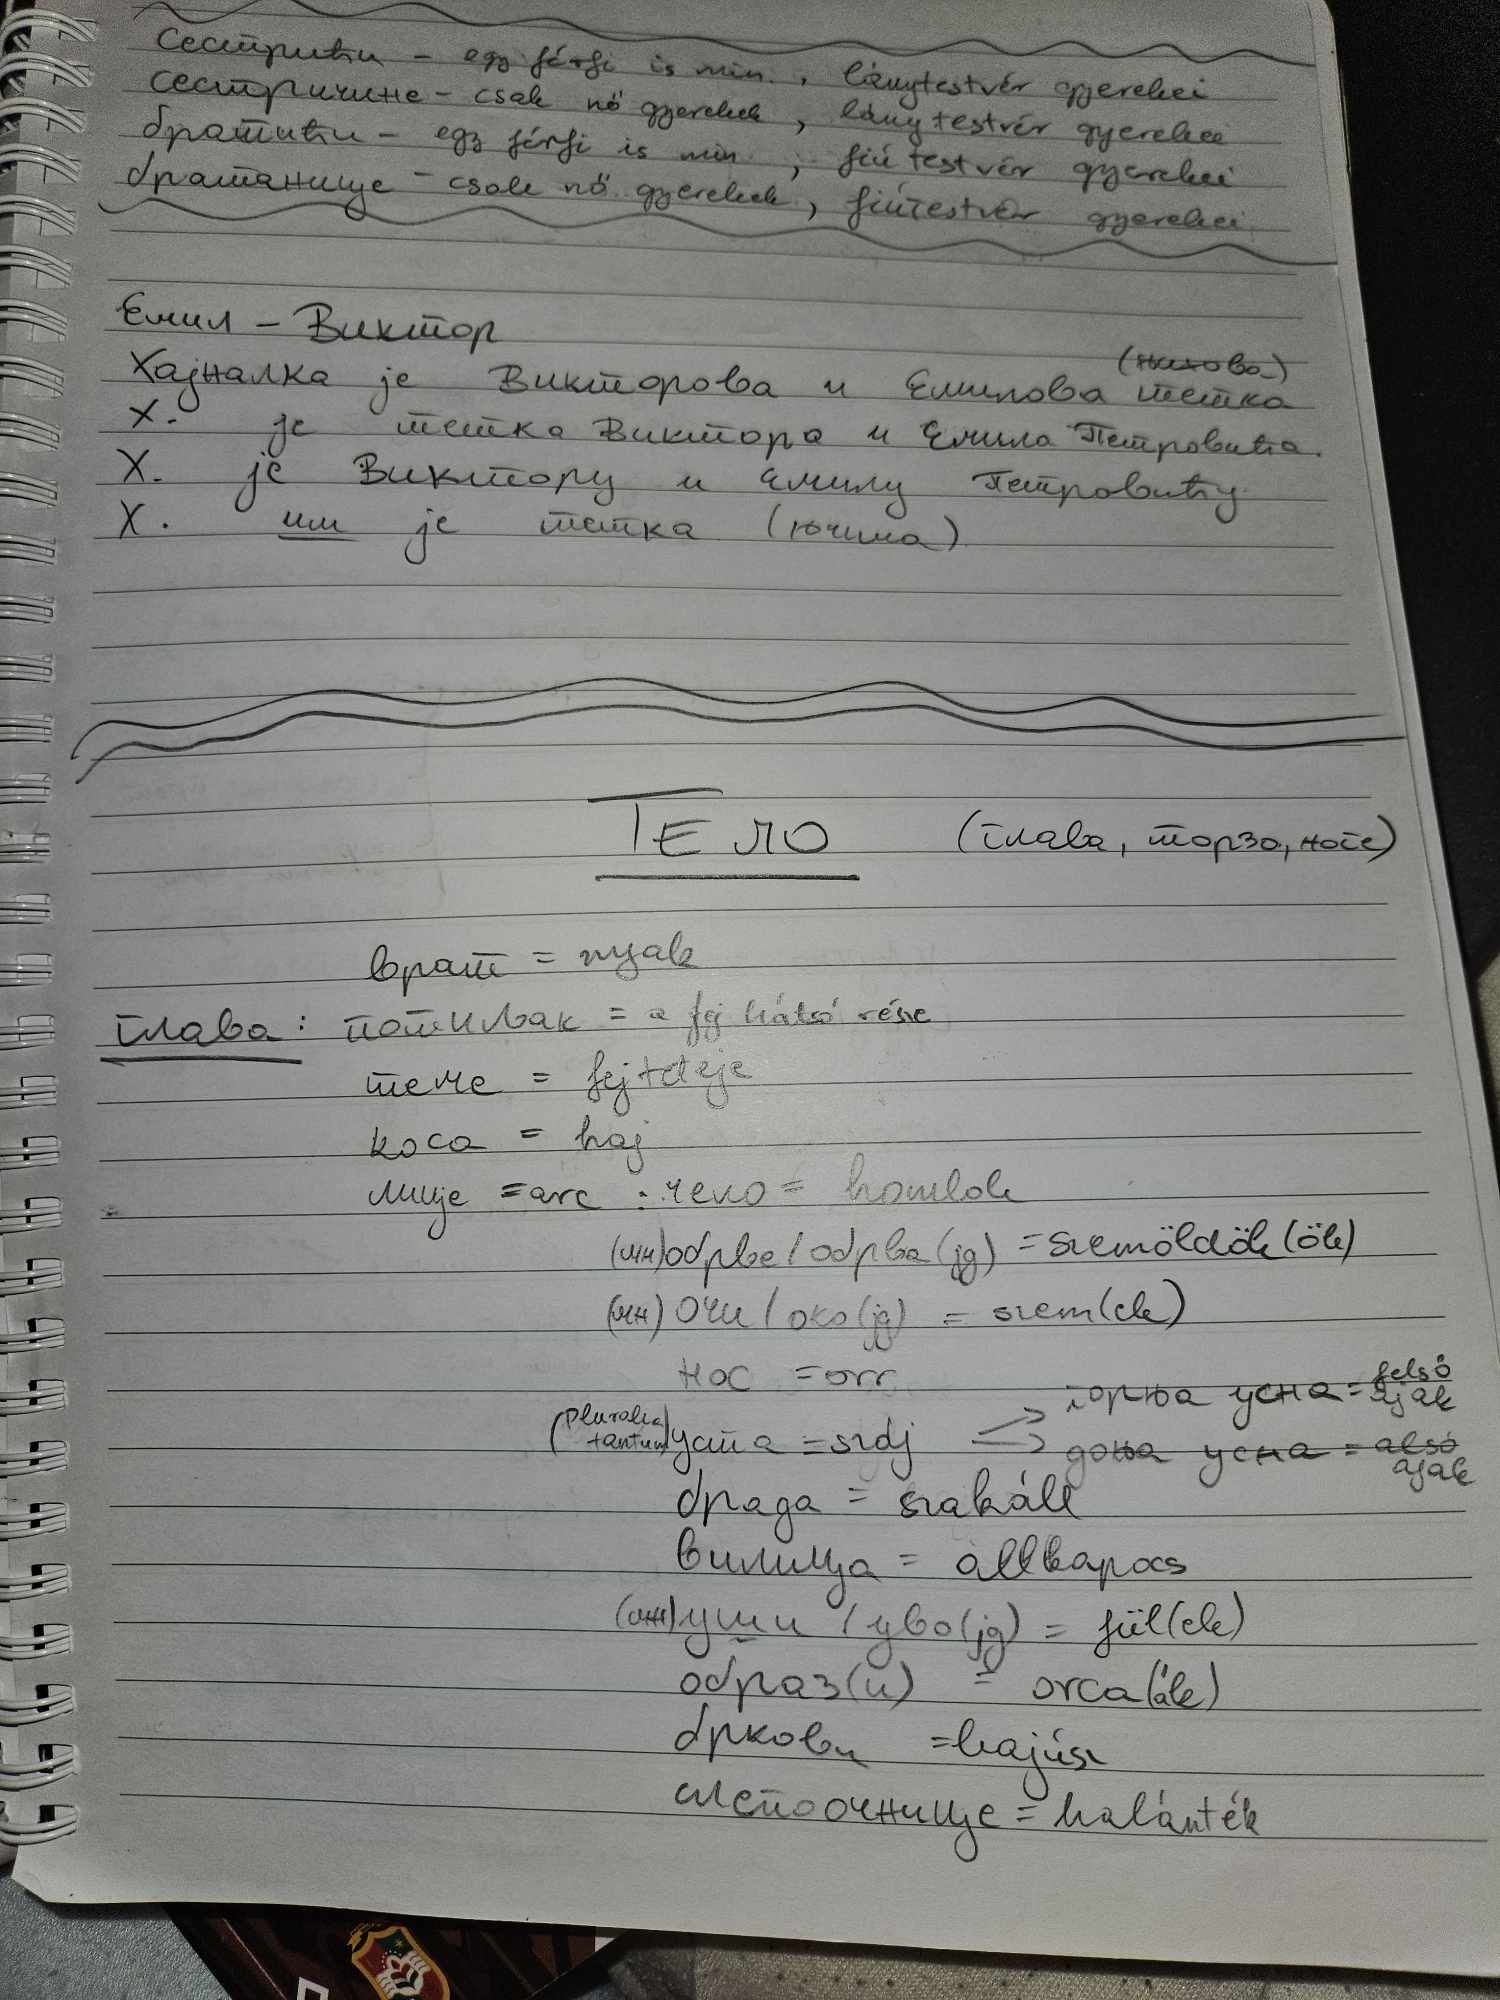 сестрићи - egy férfi is min., lánytestvér gyerekei
сестричине - csak nő gyerekek, lánytestvér gyerekei
братићи - egy férfi is min., fiútestvér gyerekei
братанице - csak nő gyerekek, fiútestvér gyerekei
Емил - Виктор
(њихова)
Хајналка је Викторова и Емилова тетка
Х. је тетка Виктора и Емила Петровића.
Х. је Виктору и Емилу Петровићу
Х. им је тетка (ючима)
ТЕЛО (глава, торзо, ноге)
врат = nyak
глава: потиљак = a fej hátsó része
теме = fejteteje
коса = haj
лице = arc : чело = homlok
(мн) обрве / обрва (јд) = szemöldök (ök)
(мн) Очи / око (јд) = szem (ek)
нос = orr
(pluralia tantum) уста = száj горња усна = felső ajak
доња усна = alsó ajak
брада = szakáll
вилица = állkapocs
(мн) уши / уво (јд) = fül (ek)
образ (и) = orca (ák)
бркови = bajúsz
слепоочнице = halánték